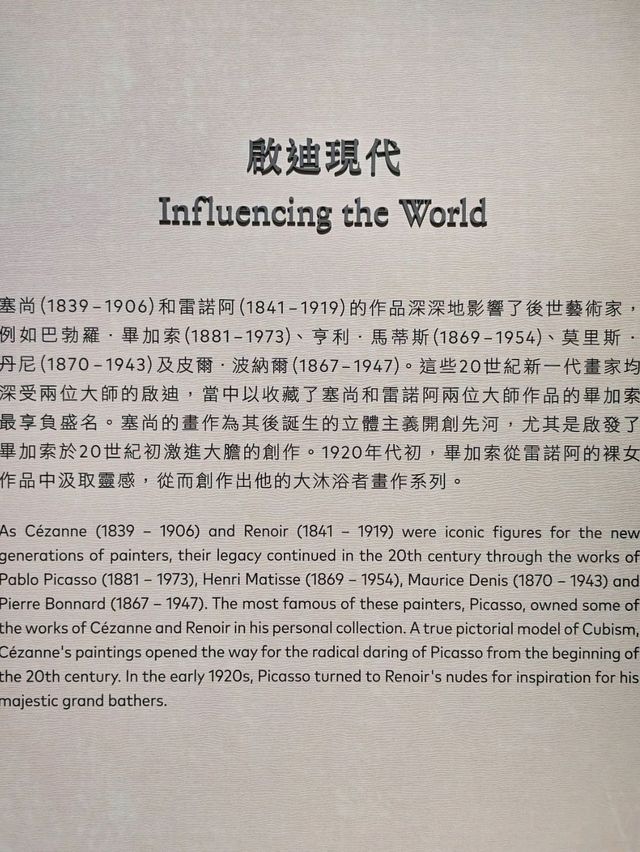 啟迪現代
Influencing the World
塞尚(1839–1906)和雷諾阿(1841–1919)的作品深深地影響了後世藝術家，
例如巴勃羅．畢加索(1881–1973)、亨利．馬蒂斯(1869–1954)、莫里斯．
丹尼(1870–1943)及皮爾．波納爾(1867–1947)。這些20世紀新一代畫家均
深受兩位大師的啟迪，當中以收藏了塞尚和雷諾阿兩位大師作品的畢加索
最享負盛名。塞尚的畫作為其後誕生的立體主義開創先河，尤其是啟發了
畢加索於20世紀初激進大膽的創作。1920年代初，畢加索從雷諾阿的裸女
作品中汲取靈感，從而創作出他的大沐浴者畫作系列。
As Cézanne (1839 – 1906) and Renoir (1841 – 1919) were iconic figures for the new
generations of painters, their legacy continued in the 20th century through the works of
Pablo Picasso (1881 – 1973), Henri Matisse (1869 – 1954), Maurice Denis (1870 – 1943) and
Pierre Bonnard (1867 – 1947). The most famous of these painters, Picasso, owned some of
the works of Cézanne and Renoir in his personal collection. A true pictorial model of Cubism,
Cézanne's paintings opened the way for the radical daring of Picasso from the beginning of
the 20th century. In the early 1920s, Picasso turned to Renoir's nudes for inspiration for his
majestic grand bathers.